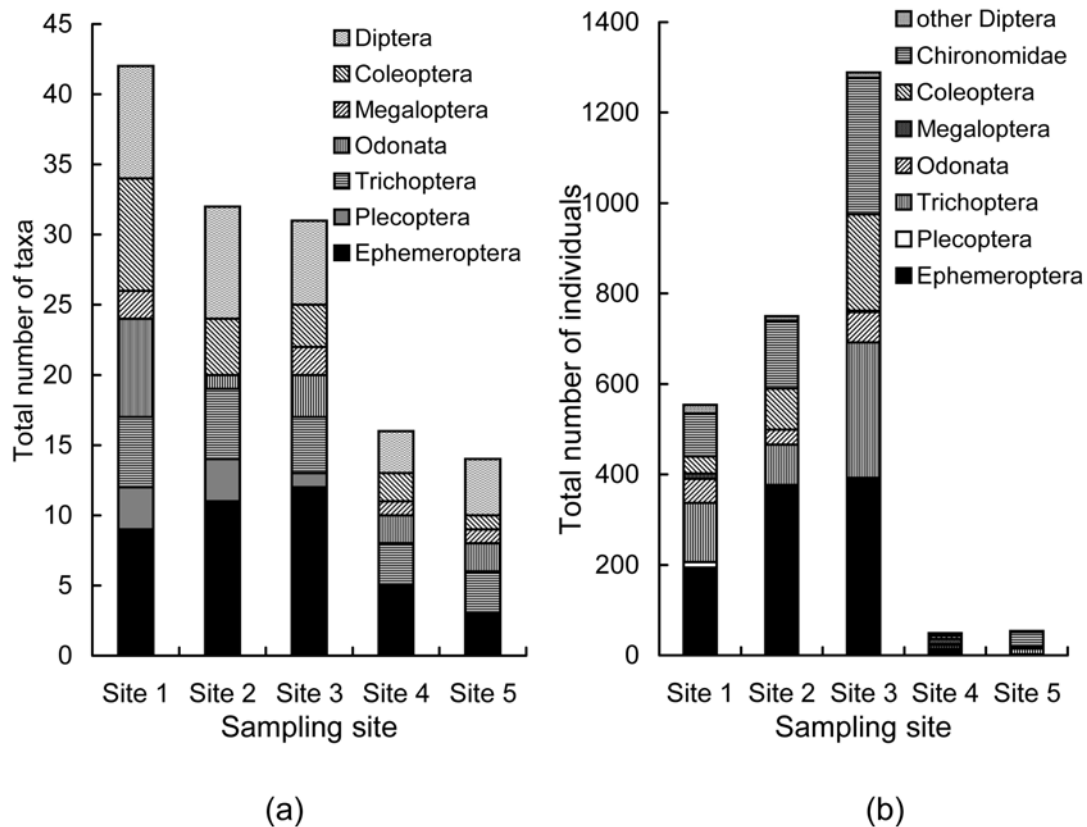 Total number of taxa
45
40
35
30
25
20
15
10
5
0
Diptera
Coleoptera
Megaloptera
Odonata
Trichoptera
Plecoptera
Ephemeroptera
Site 1 Site 2 Site 3 Site 4 Site 5
Sampling site
(a)
Total number of individuals
1400
1200
1000
800
600
400
200
0
other Diptera
Chironomidae
Coleoptera
Megaloptera
Odonata
Trichoptera
Plecoptera
Ephemeroptera
Site 1 Site 2 Site 3 Site 4 Site 5
Sampling site
(b)